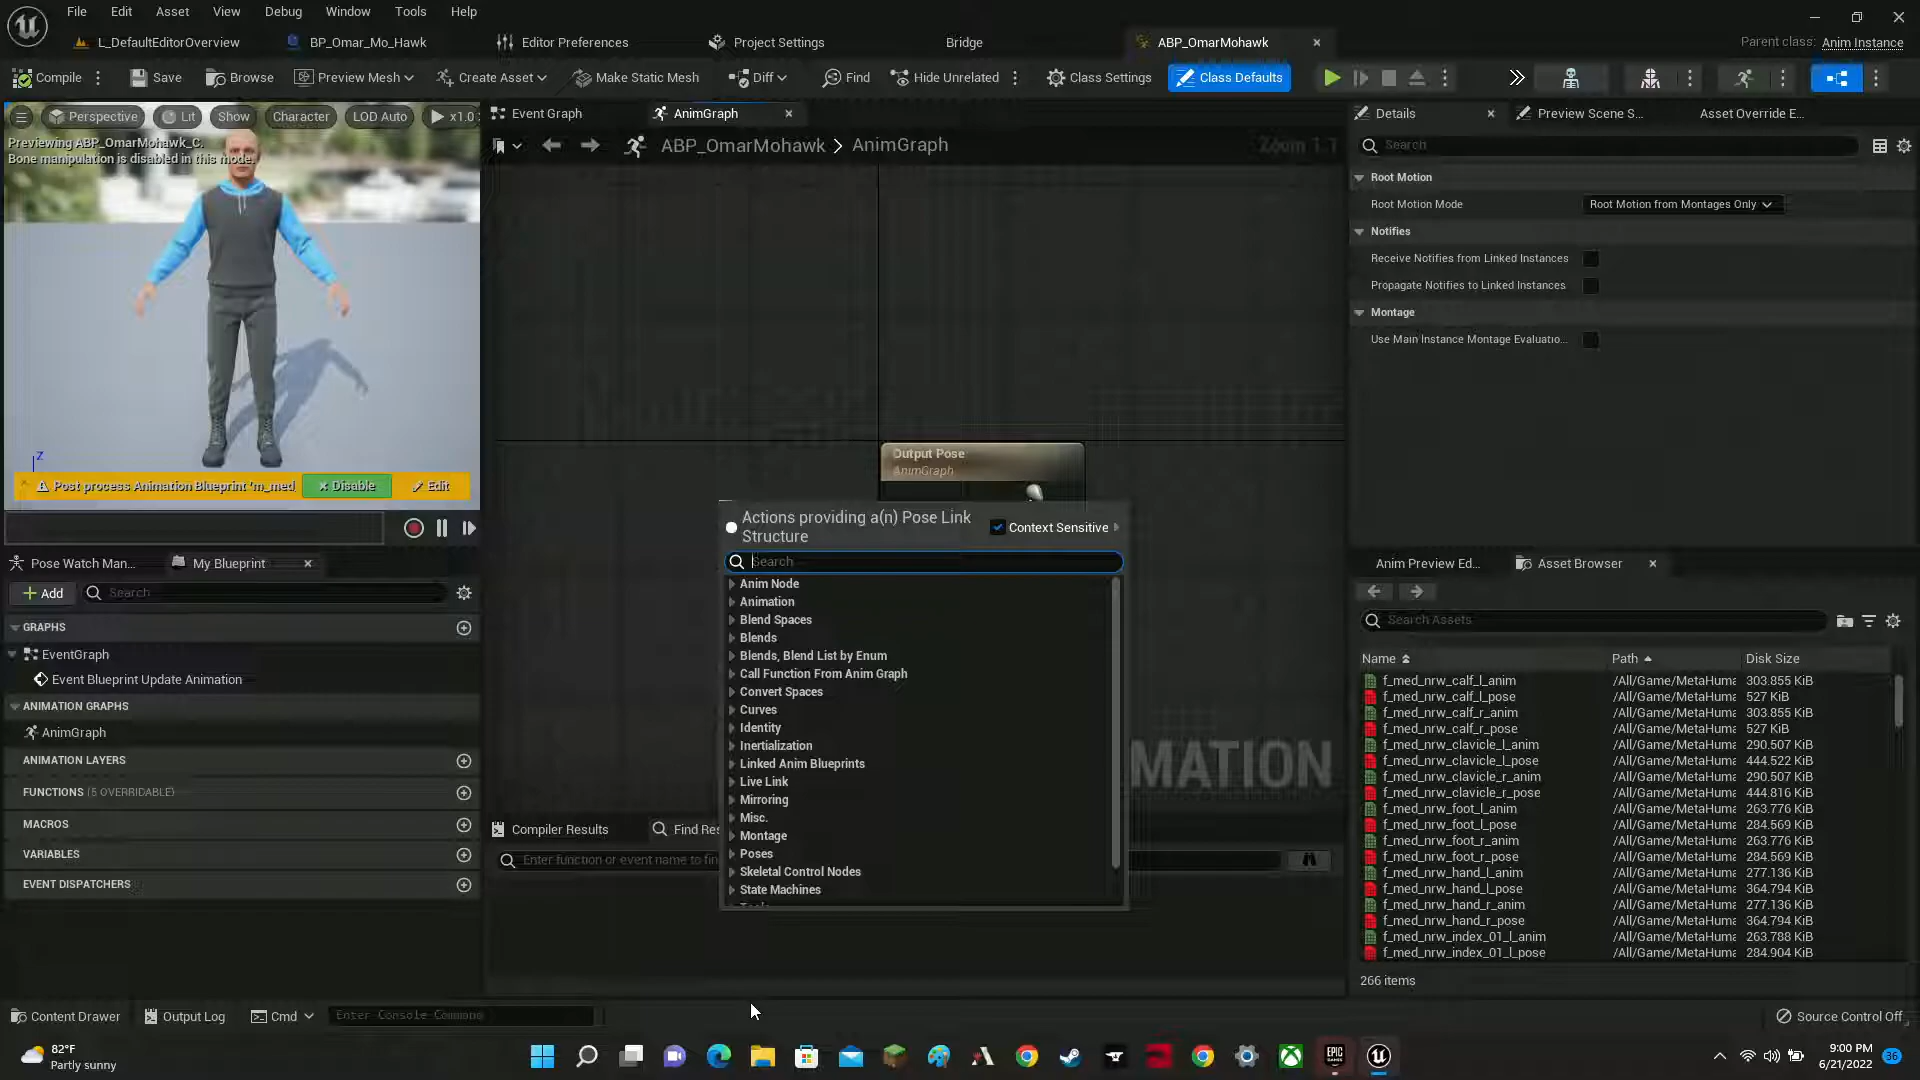 File Edit Asset View Debug Window Tools Help
L_DefaultEditorOverview BP_Omar_Mo_Hawk Editor Preferences Project Settings Bridge ABP_OmarMohawk Parent class: Anim Instance
Compile Save Browse Preview Mesh Create Asset Make Static Mesh Diff Find Hide Unrelated Class Settings Class Defaults
Perspective Lit Show Character LOD Auto x1.0
Previewing ABP_OmarMohawk_C.
Bone manipulation is disabled in this mode.
Z
Post process Animation Blueprint 'm_med Disable Edit
Pose Watch Man... My Blueprint
Add Search
GRAPHS
EventGraph
Event Blueprint Update Animation
ANIMATION GRAPHS
AnimGraph
ANIMATION LAYERS
FUNCTIONS (5 OVERRIDABLE)
MACROS
VARIABLES
EVENT DISPATCHERS
Event Graph AnimGraph
ABP_OmarMohawk > AnimGraph Zoom 1:1
Output Pose
AnimGraph
Actions providing a(n) Pose Link
Structure
Context Sensitive
Search
Anim Node
Animation
Blend Spaces
Blends
Blends, Blend List by Enum
Call Function From Anim Graph
Convert Spaces
Curves
Identity
Inertialization
Linked Anim Blueprints
Live Link
Mirroring
Misc.
Montage
Poses
Skeletal Control Nodes
State Machines
MATION
Compiler Results Find Res
Enter function or event name to fin
Details Preview Scene S... Asset Override E...
Search
Root Motion
Root Motion Mode Root Motion from Montages Only
Notifies
Receive Notifies from Linked Instances
Propagate Notifies to Linked Instances
Montage
Use Main Instance Montage Evaluatio...
Anim Preview Ed... Asset Browser
Search Assets
Name Path Disk Size
f_med_nrw_calf_l_anim /All/Game/MetaHuma 303.855 KiB
f_med_nrw_calf_l_pose /All/Game/MetaHuma 527 KiB
f_med_nrw_calf_r_anim /All/Game/MetaHuma 303.855 KiB
f_med_nrw_calf_r_pose /All/Game/MetaHuma 527 KiB
f_med_nrw_clavicle_l_anim /All/Game/MetaHuma 290.507 KiB
f_med_nrw_clavicle_l_pose /All/Game/MetaHuma 444.522 KiB
f_med_nrw_clavicle_r_anim /All/Game/MetaHuma 290.507 KiB
f_med_nrw_clavicle_r_pose /All/Game/MetaHuma 444.816 KiB
f_med_nrw_foot_l_anim /All/Game/MetaHuma 263.776 KiB
f_med_nrw_foot_l_pose /All/Game/MetaHuma 284.569 KiB
f_med_nrw_foot_r_anim /All/Game/MetaHuma 263.776 KiB
f_med_nrw_foot_r_pose /All/Game/MetaHuma 284.569 KiB
f_med_nrw_hand_l_anim /All/Game/MetaHuma 277.136 KiB
f_med_nrw_hand_l_pose /All/Game/MetaHuma 364.794 KiB
f_med_nrw_hand_r_anim /All/Game/MetaHuma 277.136 KiB
f_med_nrw_hand_r_pose /All/Game/MetaHuma 364.794 KiB
f_med_nrw_index_01_l_anim /All/Game/MetaHuma 263.788 KiB
f_med_nrw_index_01_l_pose /All/Game/MetaHuma 284.904 KiB
266 items
Content Drawer Output Log Cmd Enter Console Command Source Control Off
82°F
Partly sunny
EPIC GAMES
9:00 PM
6/21/2022
36